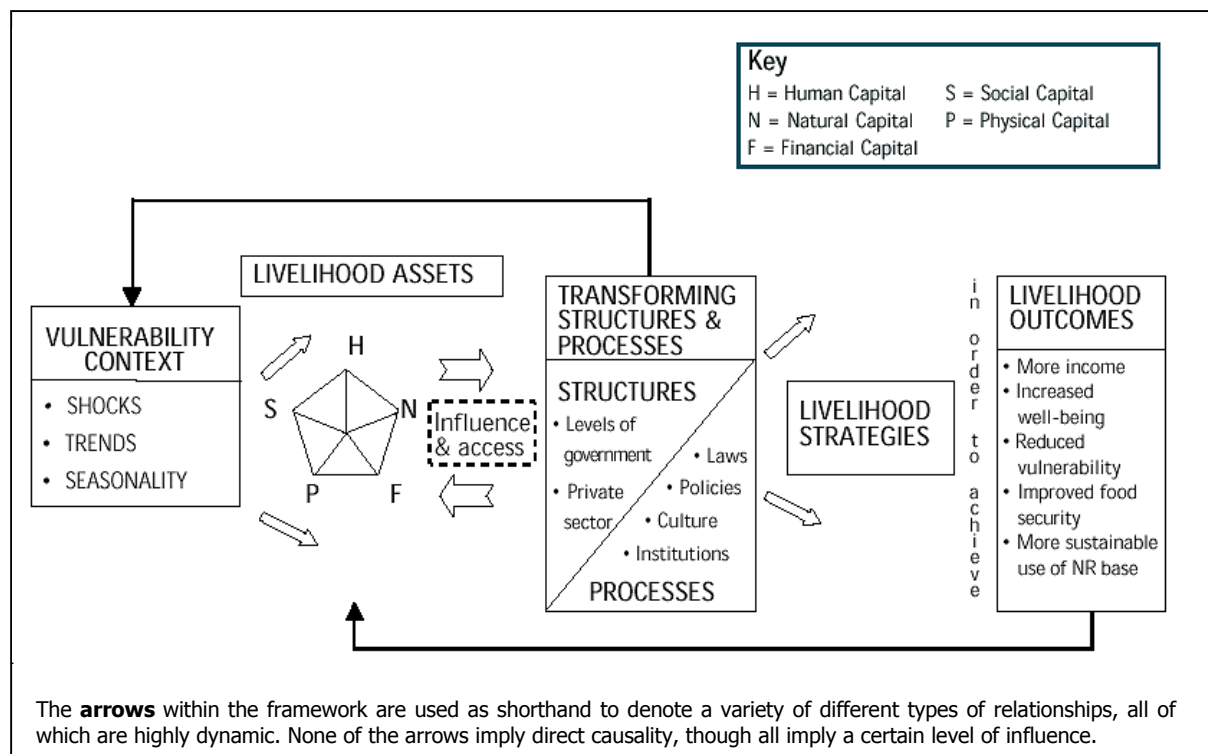 Key
H = Human Capital S = Social Capital
N = Natural Capital P = Physical Capital
F = Financial Capital
LIVELIHOOD ASSETS
VULNERABILITY
CONTEXT
• SHOCKS
• TRENDS
• SEASONALITY
H
S
N
P
F
Influence
& access
TRANSFORMING
STRUCTURES &
PROCESSES
STRUCTURES
• Levels of
government
• Private
sector
• Laws
• Policies
• Culture
• Institutions
PROCESSES
LIVELIHOOD
STRATEGIES
in order to achieve
LIVELIHOOD
OUTCOMES
• More income
• Increased
well-being
• Reduced
vulnerability
• Improved food
security
• More sustainable
use of NR base
The arrows within the framework are used as shorthand to denote a variety of different types of relationships, all of
which are highly dynamic. None of the arrows imply direct causality, though all imply a certain level of influence.